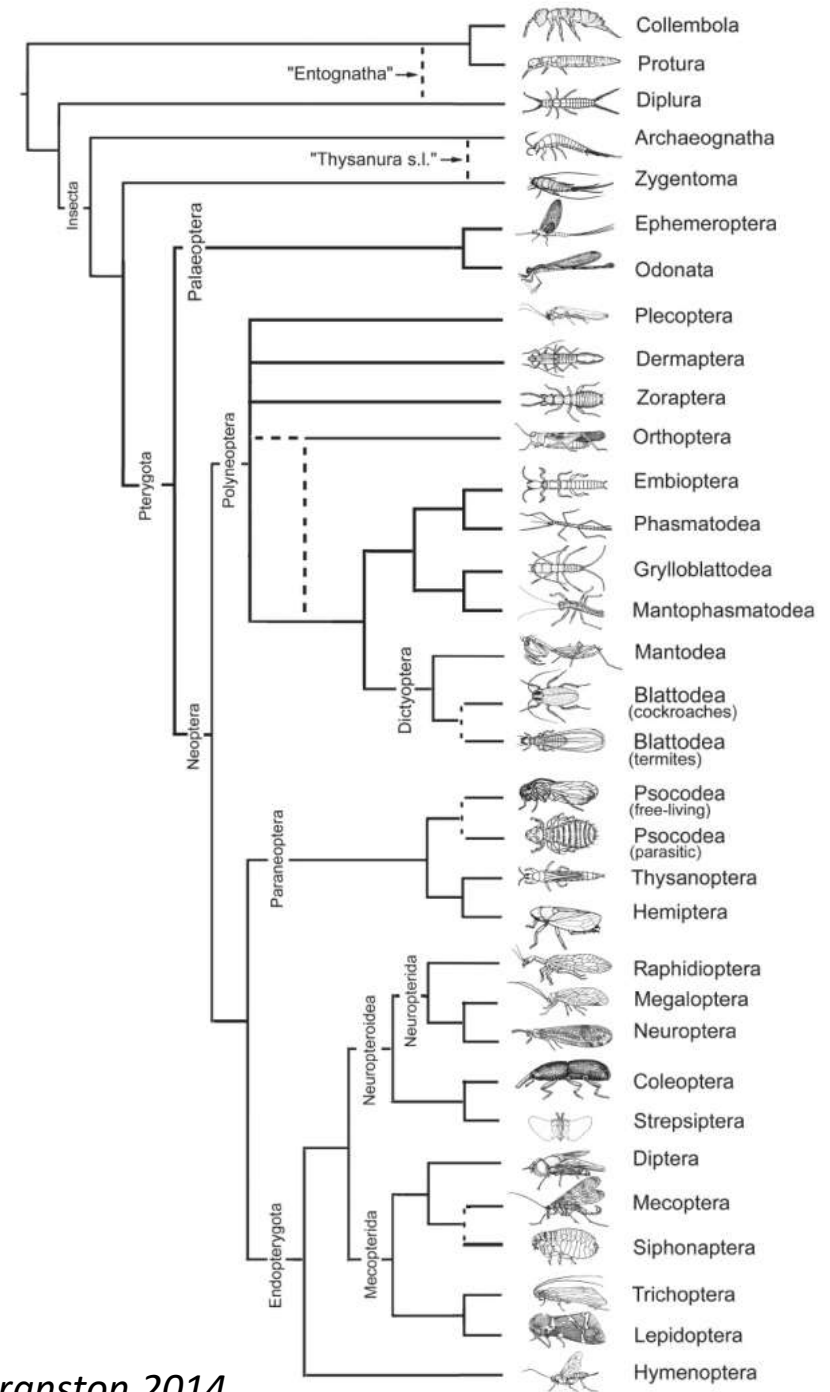 Collembola
Protura
"Entognatha"
Diplura
Archaeognatha
"Thysanura s.l."
Zygentoma
Insecta
Ephemeroptera
Palaeoptera
Odonata
Plecoptera
Dermaptera
Zoraptera
Polyneoptera
Orthoptera
Pterygota
Embioptera
Phasmatodea
Grylloblattodea
Mantophasmatodea
Mantodea
Dictyoptera
Blattodea
(cockroaches)
Neoptera
Blattodea
(termites)
Psocodea
(free-living)
Psocodea
(parasitic)
Paraneoptera
Thysanoptera
Hemiptera
Raphidioptera
Neuropterida
Megaloptera
Neuroptera
Neuropteroidea
Coleoptera
Strepsiptera
Diptera
Mecoptera
Siphonaptera
Endopterygota
Mecopterida
Trichoptera
Lepidoptera
Hymenoptera
ranston 2014